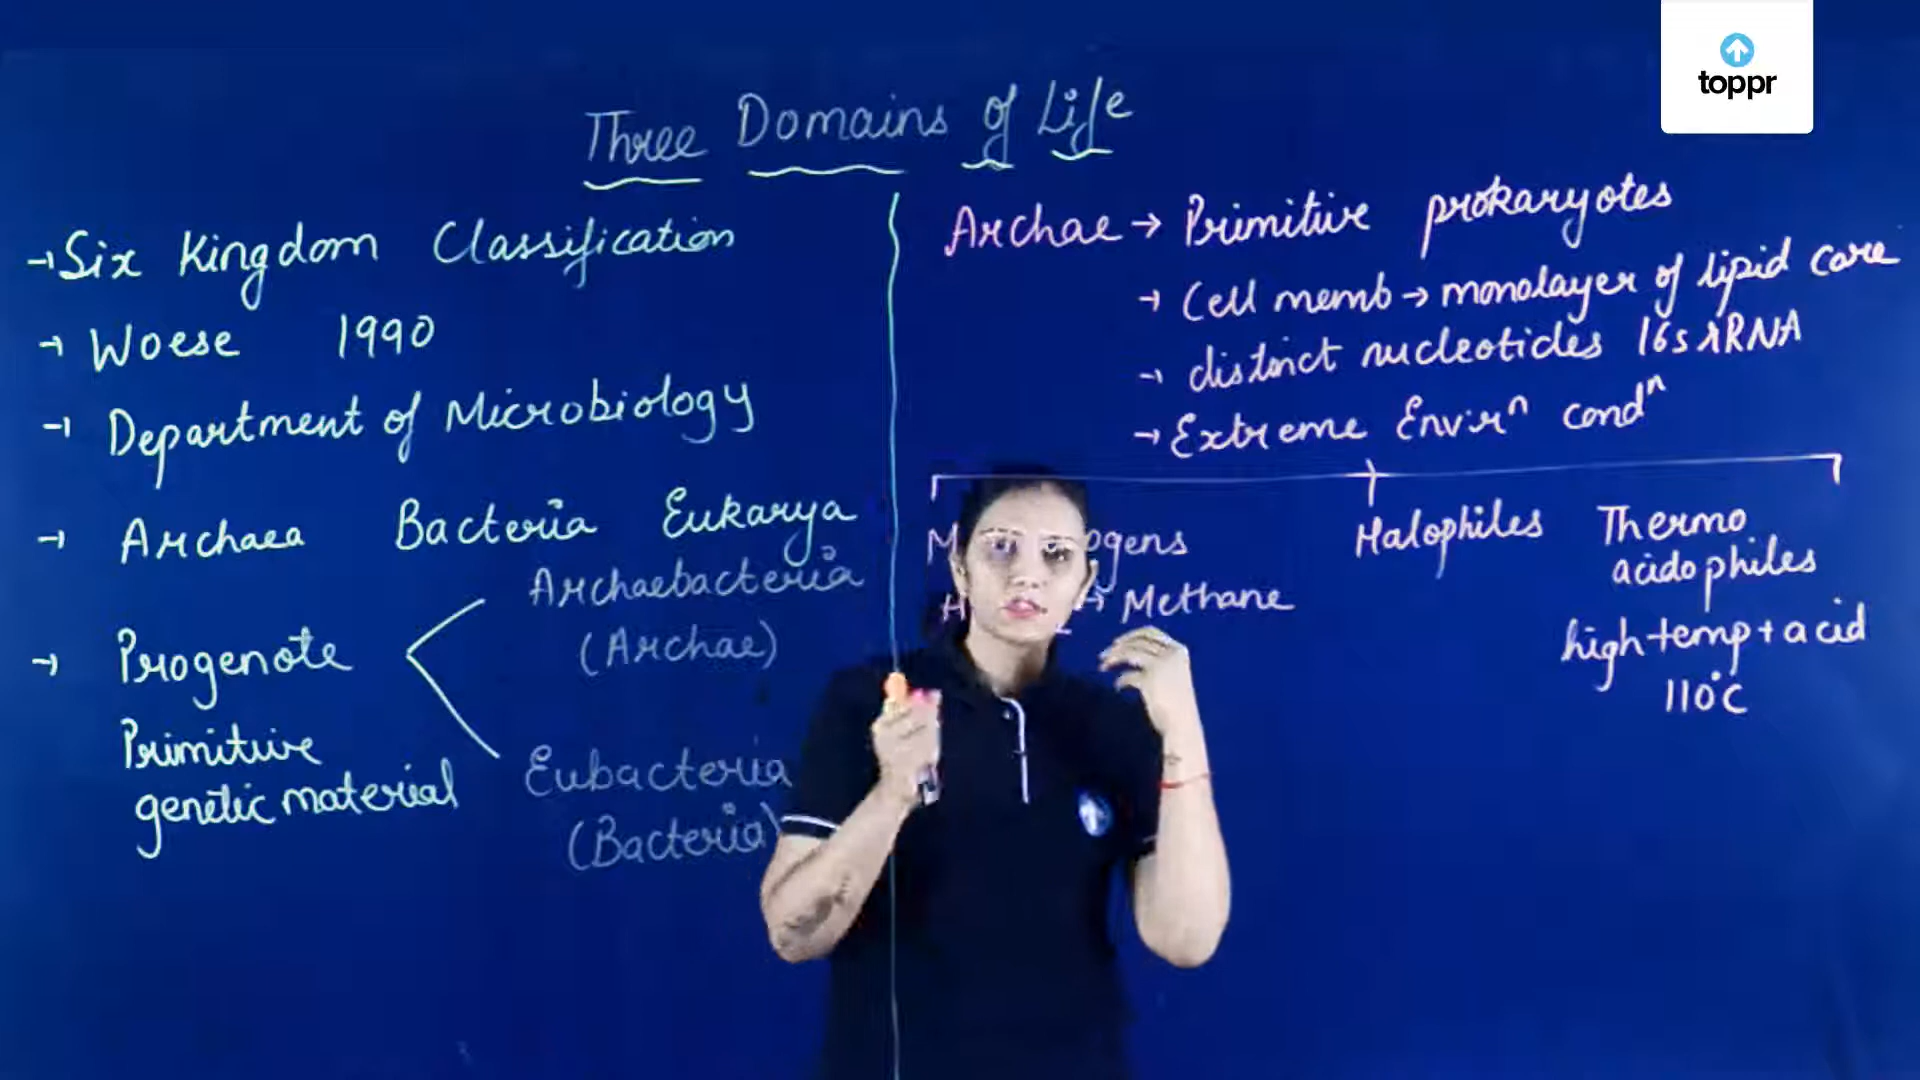 toppr
Three Domains of Life
→ Six Kingdom Classification
→ Woese 1990
→ Department of Microbiology
→ Archaea Bacteria Eukarya
→ Progenote
Primitive
genetic material
Archaebacteria
(Archae)
Eubacteria
(Bacteria)
Archae → Primitive prokaryotes
→ Cell memb → monolayer of lipid core
→ distinct nucleotides 16s rRNA
→ Extreme Envirⁿ condⁿ
→ Methane
Halophiles
Thermo
acidophiles
high temp + acid
110°C